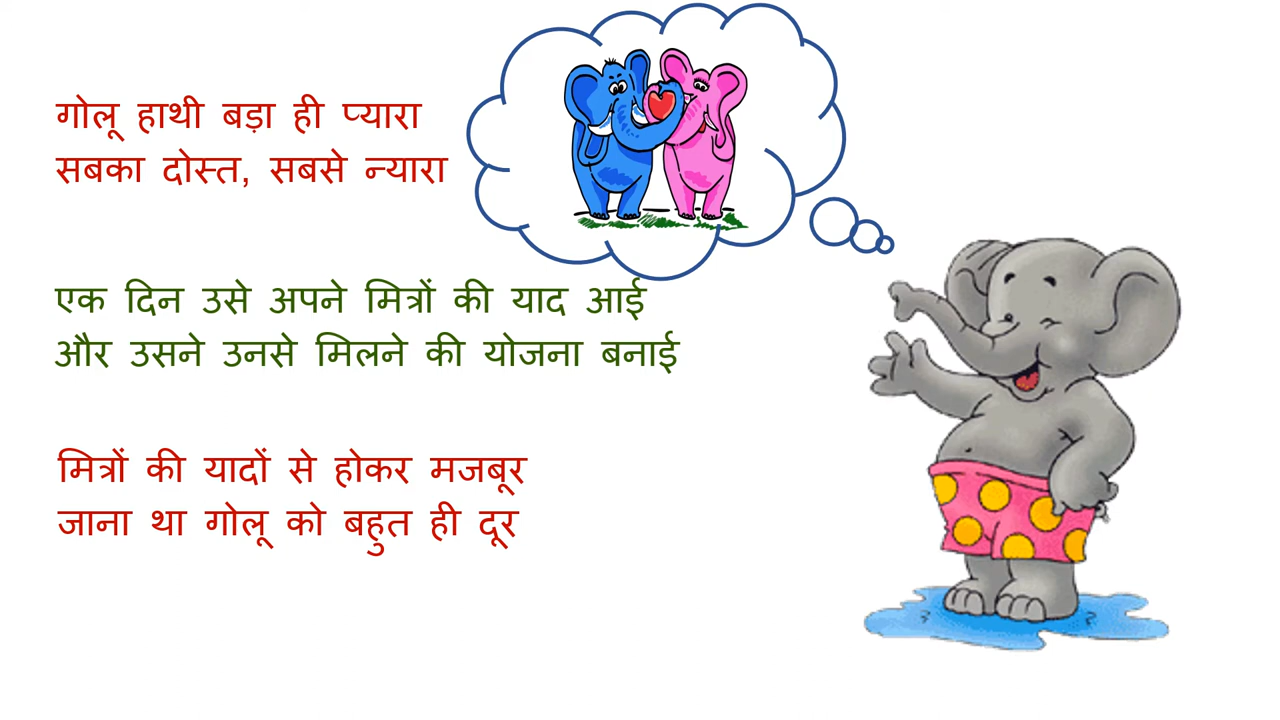 गोलू हाथी बड़ा ही प्यारा
सबका दोस्त, सबसे न्यारा
एक दिन उसे अपने मित्रों की याद आई
और उसने उनसे मिलने की योजना बनाई
मित्रों की यादों से होकर मजबूर
जाना था गोलू को बहुत ही दूर